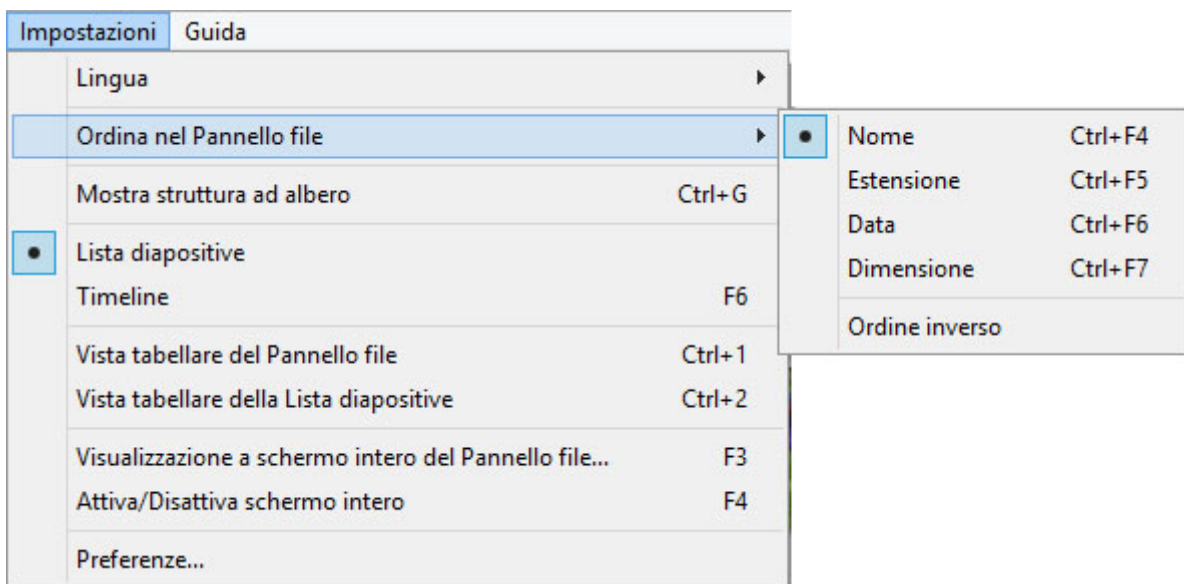 Impostazioni Guida
Lingua
Ordina nel Pannello file
Mostra struttura ad albero Ctrl+G
Lista diapositive
Timeline F6
Vista tabellare del Pannello file Ctrl+1
Vista tabellare della Lista diapositive Ctrl+2
Visualizzazione a schermo intero del Pannello file... F3
Attiva/Disattiva schermo intero F4
Preferenze...
Nome Ctrl+F4
Estensione Ctrl+F5
Data Ctrl+F6
Dimensione Ctrl+F7
Ordine inverso